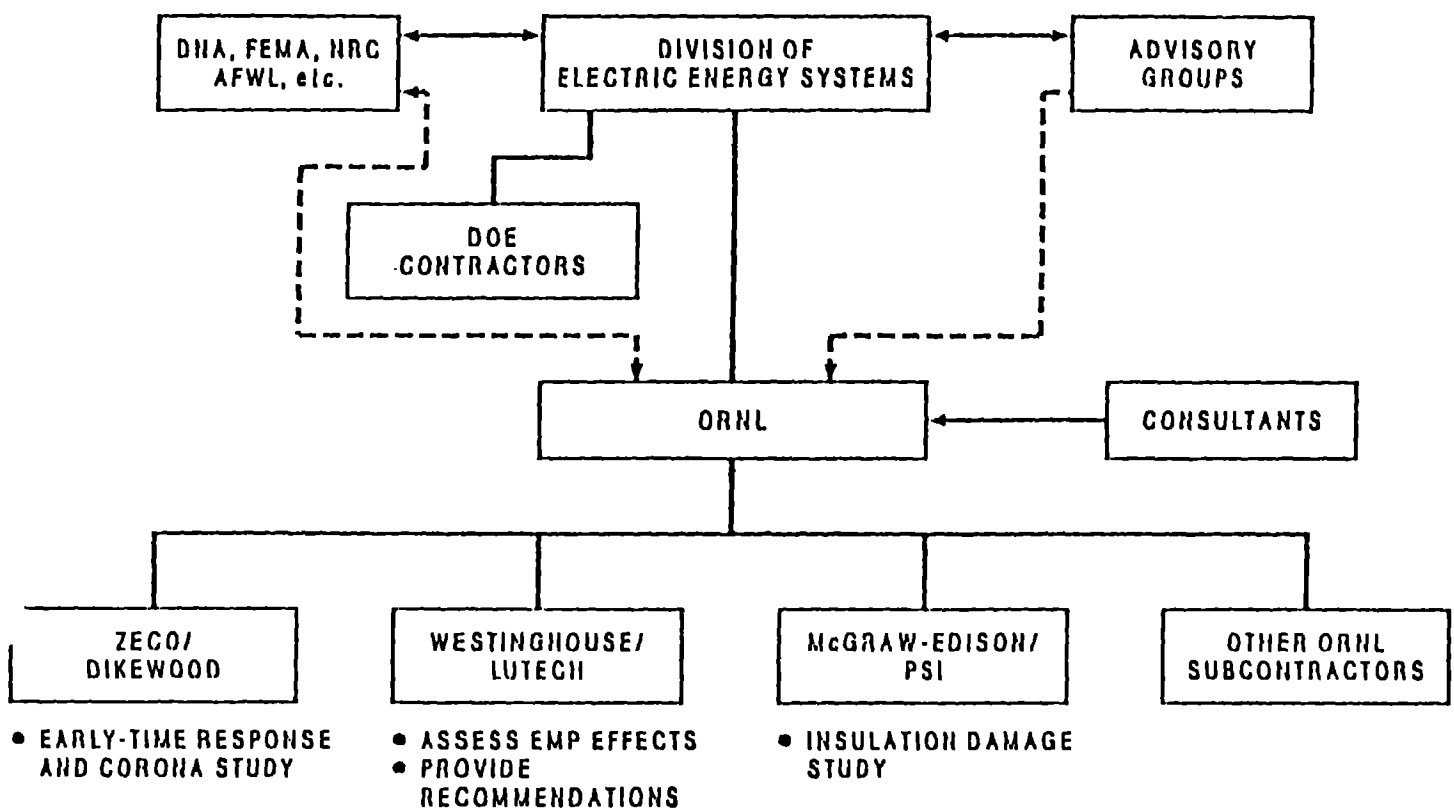 DNA, FEMA, NRC
AFWL, etc.
DIVISION OF
ELECTRIC ENERGY SYSTEMS
ADVISORY
GROUPS
DOE
CONTRACTORS
ORNL
CONSULTANTS
ZECO/
DIKEWOOD
WESTINGHOUSE/
LUTECH
McGRAW-EDISON/
PSI
OTHER ORNL
SUBCONTRACTORS
• EARLY-TIME RESPONSE
AND CORONA STUDY
• ASSESS EMP EFFECTS
• PROVIDE
RECOMMENDATIONS
• INSULATION DAMAGE
STUDY